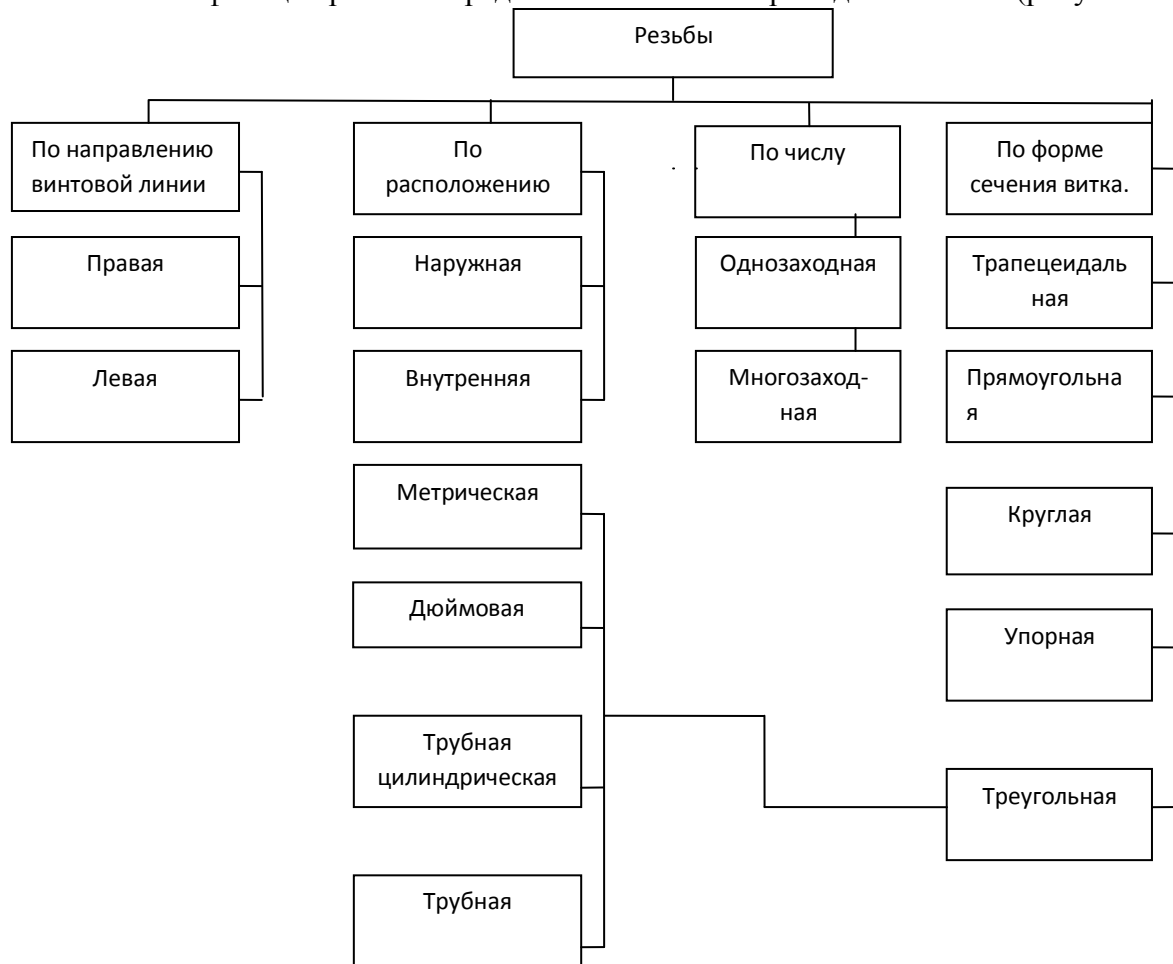 Резьбы
По направлению
винтовой линии
По
расположению
По числу
По форме
сечения витка.
Правая
Наружная
Однозаходная
Трапецеидаль
ная
Левая
Внутренняя
Многозаход-
ная
Прямоугольна
я
Метрическая
Круглая
Дюймовая
Упорная
Трубная
цилиндрическая
Треугольная
Трубная